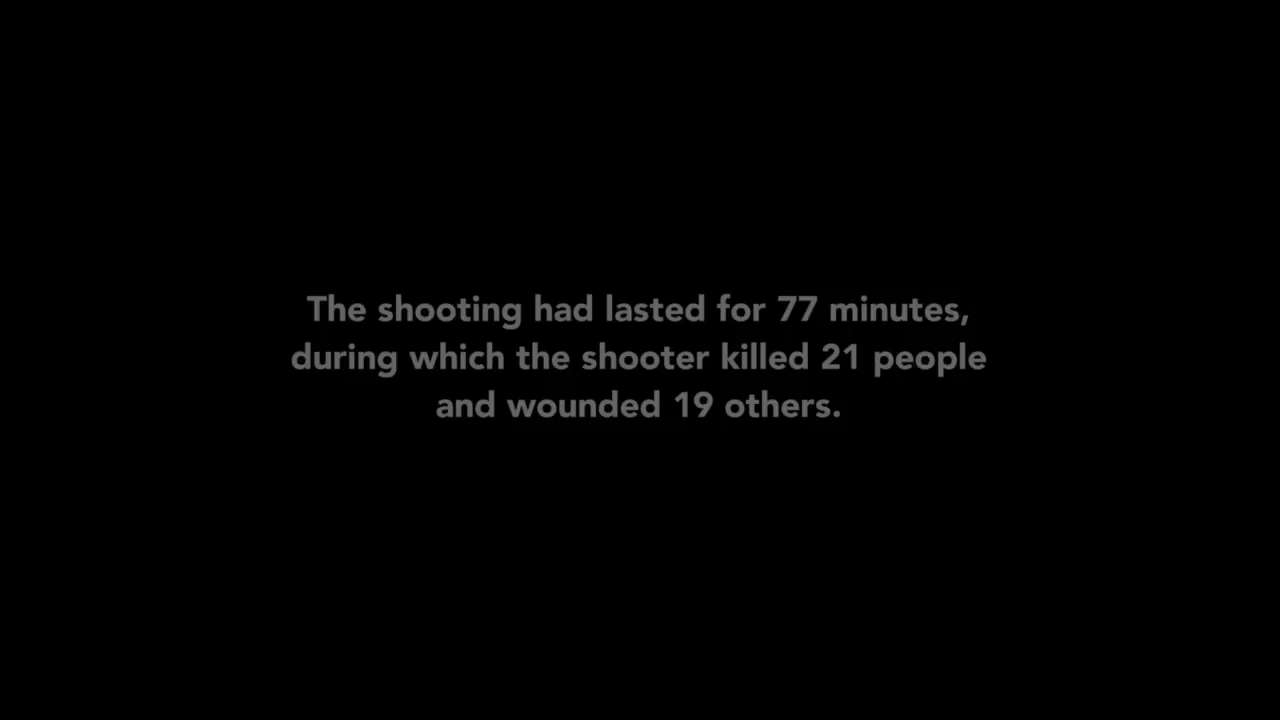 The shooting had lasted for 77 minutes,
during which the shooter killed 21 people
and wounded 19 others.